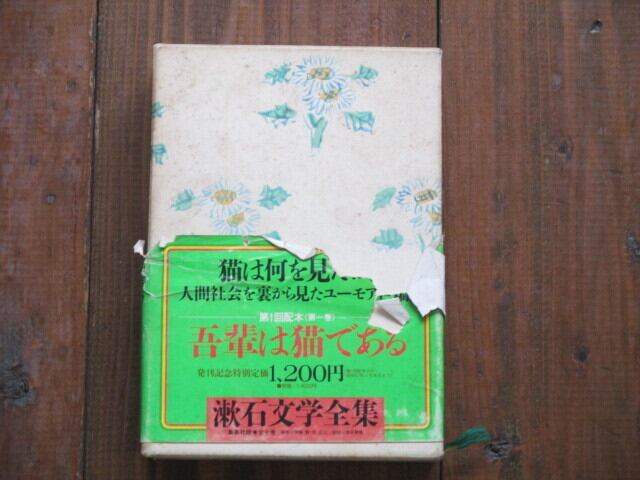 猫は何を見た
人間社会を裏から見たユーモア
第1回配本(第一巻)
吾輩は猫である
発刊記念特別定価1,200円
漱石文学全集